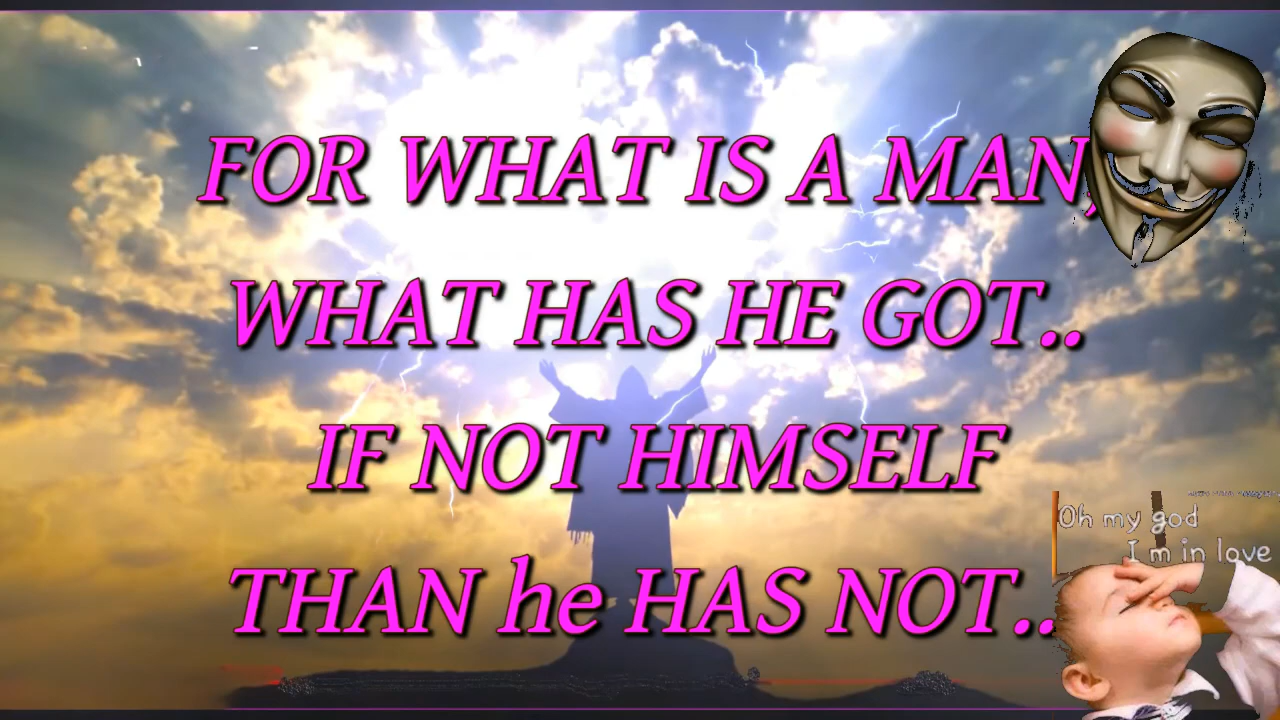 FOR WHAT IS A MAN,
WHAT HAS HE GOT..
IF NOT HIMSELF
THAN he HAS NOT..
Oh my god
I m in love